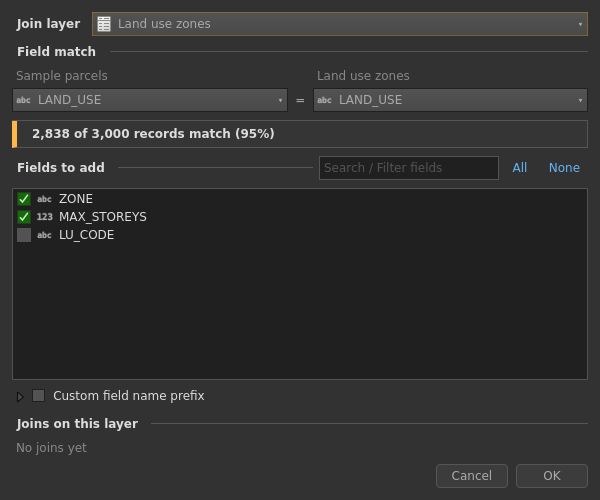 Join layer Land use zones
Field match
Sample parcels Land use zones
abc LAND_USE = abc LAND_USE
2,838 of 3,000 records match (95%)
Fields to add Search / Filter fields All None
abc ZONE
123 MAX_STOREYS
abc LU_CODE
Custom field name prefix
Joins on this layer
No joins yet
Cancel OK